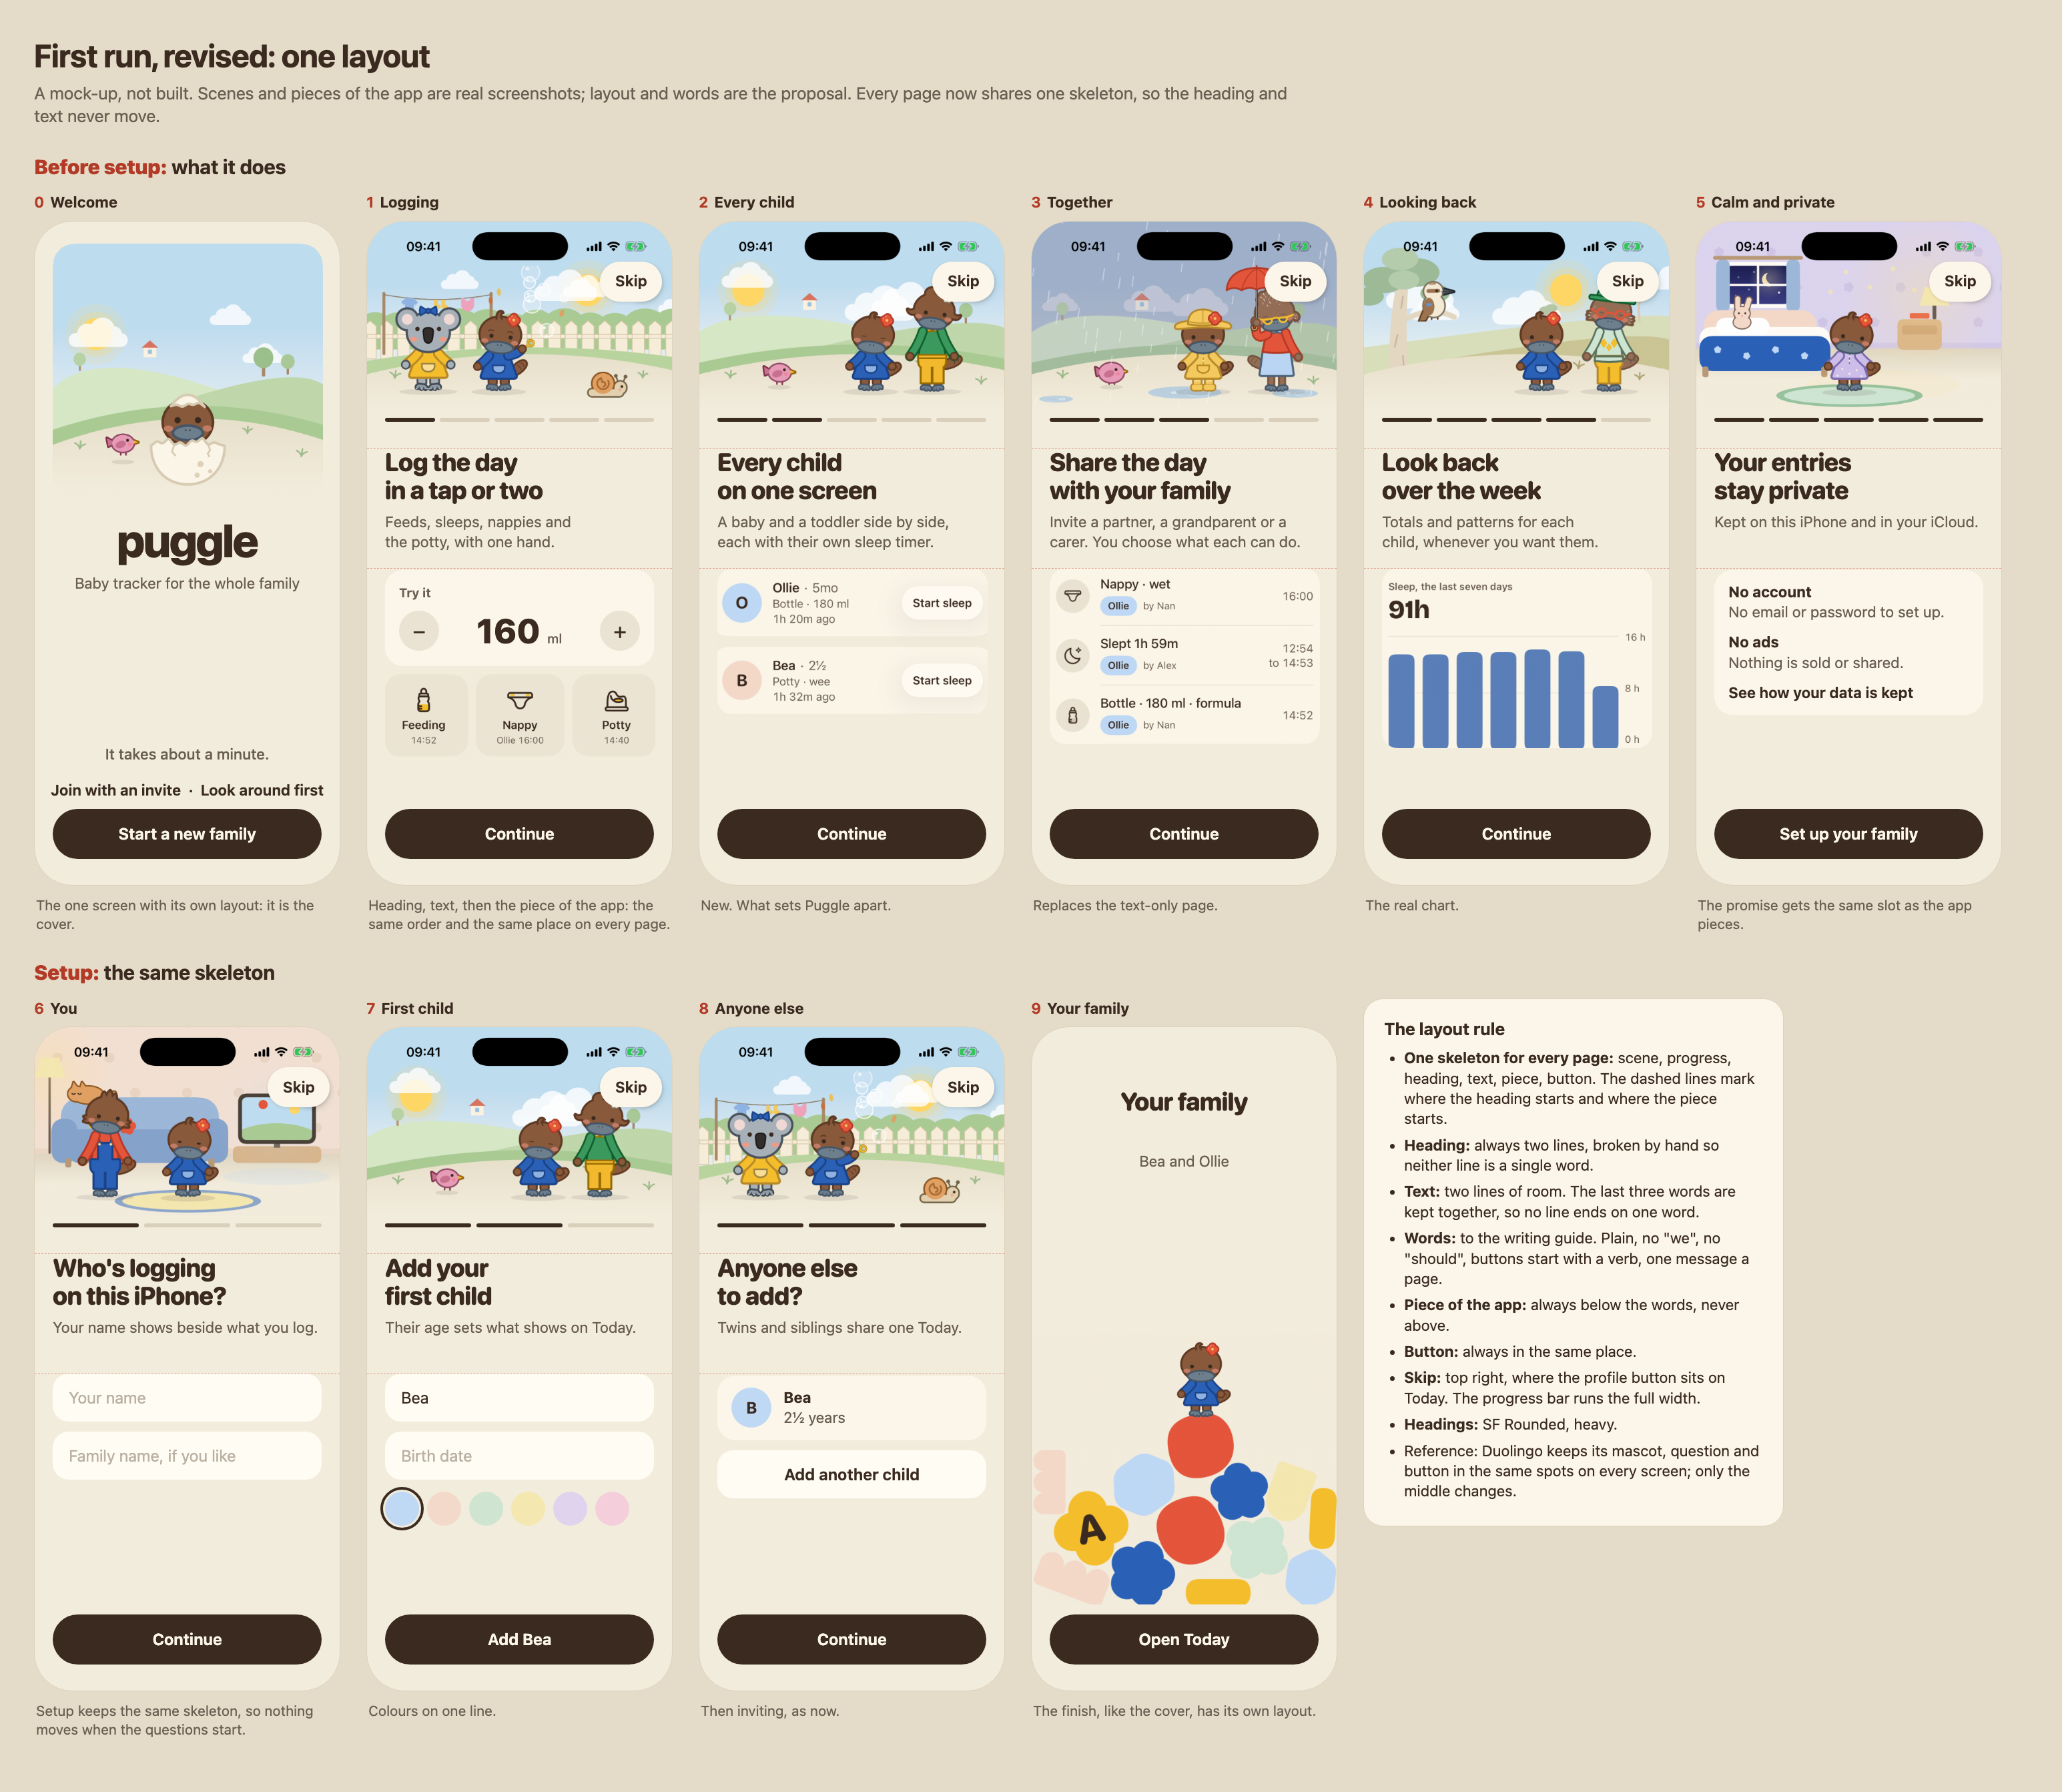 First run, revised: one layout
A mock-up, not built. Scenes and pieces of the app are real screenshots; layout and words are the proposal. Every page now shares one skeleton, so the heading and
text never move.
Before setup: what it does
0 Welcome
puggle
Baby tracker for the whole family
It takes about a minute.
Join with an invite · Look around first
Start a new family
The one screen with its own layout: it is the
cover.
1 Logging
09:41
Skip
Log the day
in a tap or two
Feeds, sleeps, nappies and
the potty, with one hand.
Try it
− 160 ml +
Feeding
14:52
Nappy
Ollie 16:00
Potty
14:40
Continue
Heading, text, then the piece of the app: the
same order and the same place on every page.
2 Every child
09:41
Skip
Every child
on one screen
A baby and a toddler side by side,
each with their own sleep timer.
O
Ollie · 5mo
Bottle · 180 ml
1h 20m ago
Start sleep
B
Bea · 2½
Potty · wee
1h 32m ago
Start sleep
Continue
New. What sets Puggle apart.
3 Together
09:41
Skip
Share the day
with your family
Invite a partner, a grandparent or a
carer. You choose what each can do.
Nappy · wet
Ollie by Nan
16:00
Slept 1h 59m
Ollie by Alex
12:54
to 14:53
Bottle · 180 ml · formula
Ollie by Nan
14:52
Continue
Replaces the text-only page.
4 Looking back
09:41
Skip
Look back
over the week
Totals and patterns for each
child, whenever you want them.
Sleep, the last seven days
91h
16 h
8 h
0 h
Continue
The real chart.
5 Calm and private
09:41
Skip
Your entries
stay private
Kept on this iPhone and in your iCloud.
No account
No email or password to set up.
No ads
Nothing is sold or shared.
See how your data is kept
Set up your family
The promise gets the same slot as the app
pieces.
Setup: the same skeleton
6 You
09:41
Skip
Who's logging
on this iPhone?
Your name shows beside what you log.
Your name
Family name, if you like
Continue
Setup keeps the same skeleton, so nothing
moves when the questions start.
7 First child
09:41
Skip
Add your
first child
Their age sets what shows on Today.
Bea
Birth date
Add Bea
Colours on one line.
8 Anyone else
09:41
Skip
Anyone else
to add?
Twins and siblings share one Today.
B
Bea
2½ years
Add another child
Continue
Then inviting, as now.
9 Your family
Your family
Bea and Ollie
A
Open Today
The finish, like the cover, has its own layout.
The layout rule
• One skeleton for every page: scene, progress,
heading, text, piece, button. The dashed lines mark
where the heading starts and where the piece
starts.
• Heading: always two lines, broken by hand so
neither line is a single word.
• Text: two lines of room. The last three words are
kept together, so no line ends on one word.
• Words: to the writing guide. Plain, no "we", no
"should", buttons start with a verb, one message a
page.
• Piece of the app: always below the words, never
above.
• Button: always in the same place.
• Skip: top right, where the profile button sits on
Today. The progress bar runs the full width.
• Headings: SF Rounded, heavy.
• Reference: Duolingo keeps its mascot, question and
button in the same spots on every screen; only the
middle changes.